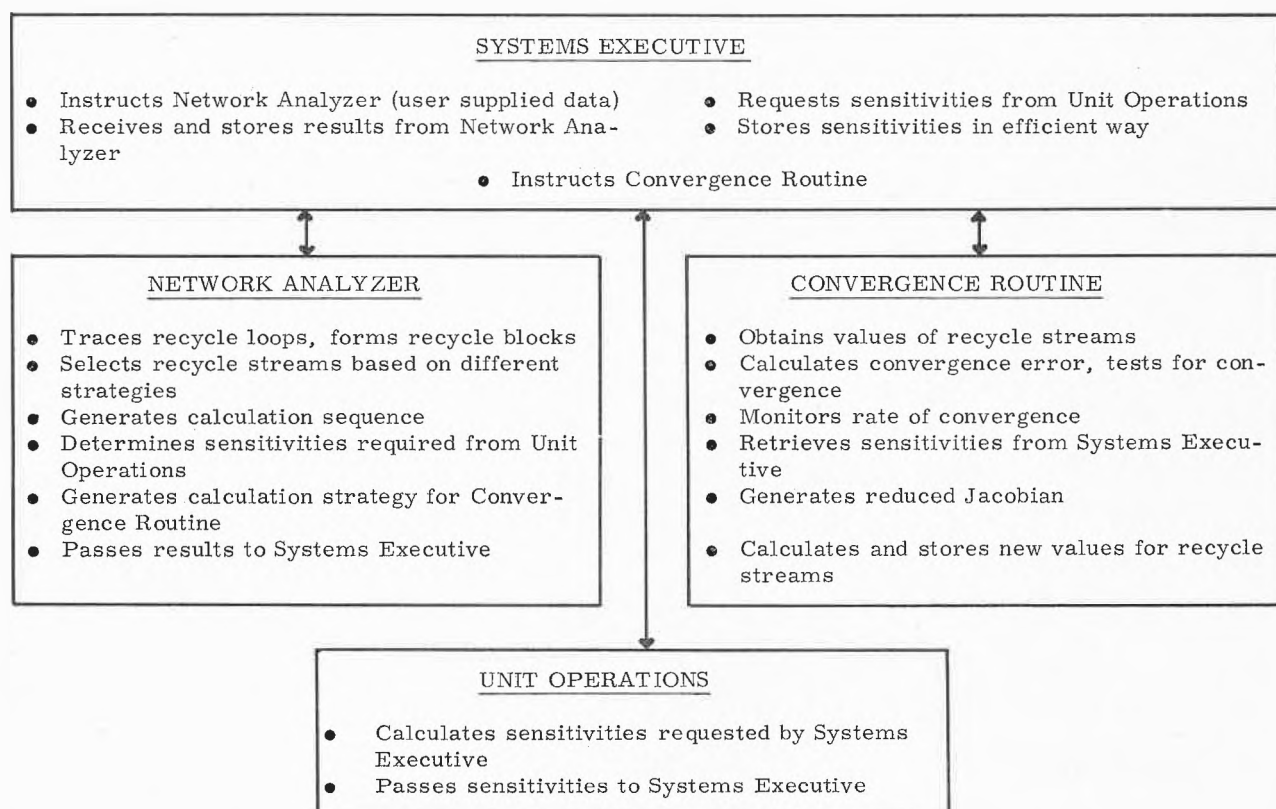 SYSTEMS EXECUTIVE
• Instructs Network Analyzer (user supplied data)
• Receives and stores results from Network Ana-
lyzer
• Requests sensitivities from Unit Operations
• Stores sensitivities in efficient way
• Instructs Convergence Routine
NETWORK ANALYZER
• Traces recycle loops, forms recycle blocks
• Selects recycle streams based on different
strategies
• Generates calculation sequence
• Determines sensitivities required from Unit
Operations
• Generates calculation strategy for Conver-
gence Routine
• Passes results to Systems Executive
CONVERGENCE ROUTINE
• Obtains values of recycle streams
• Calculates convergence error, tests for con-
vergence
• Monitors rate of convergence
• Retrieves sensitivities from Systems Execu-
tive
• Generates reduced Jacobian
• Calculates and stores new values for recycle
streams
UNIT OPERATIONS
• Calculates sensitivities requested by Systems
Executive
• Passes sensitivities to Systems Executive